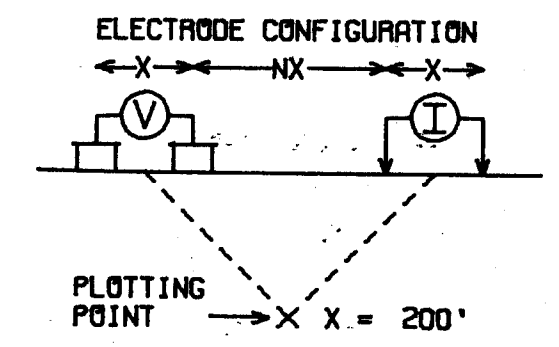 ELECTRODE CONFIGURATION
X NX X
V I
PLOTTING
POINT X X = 200'